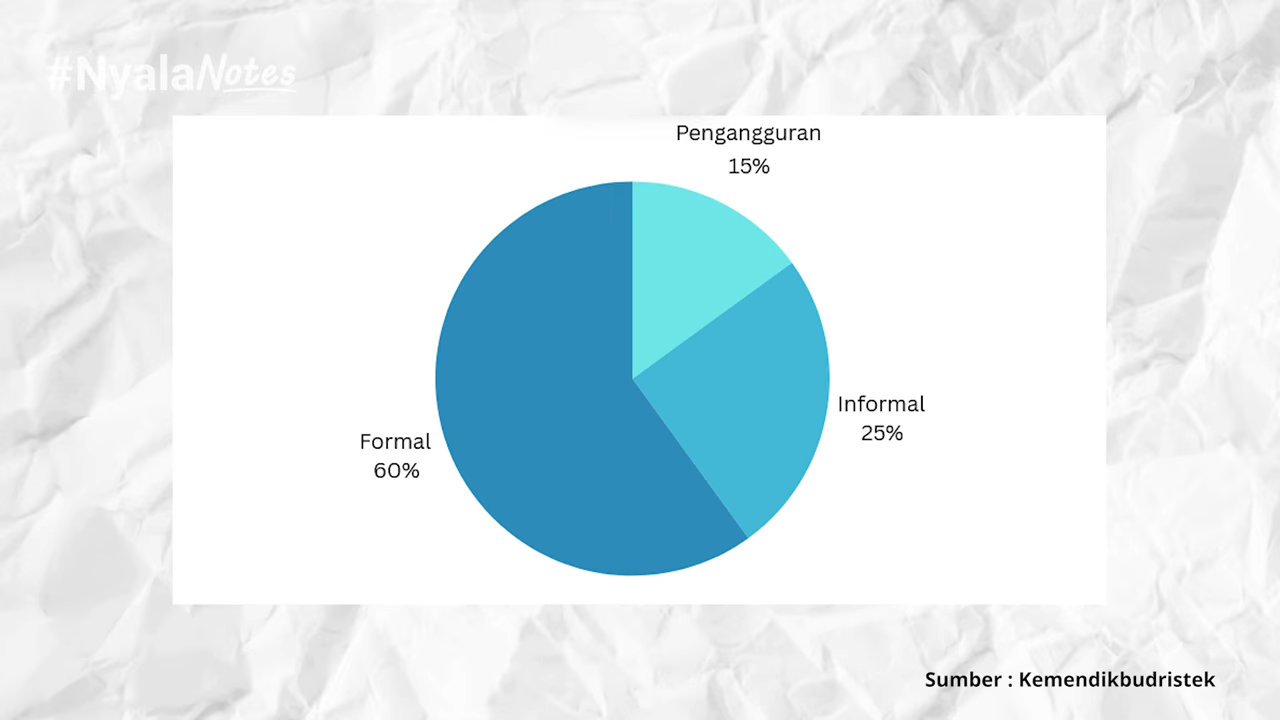 #NyalaNotes
Pengangguran
15%
Informal
25%
Formal
60%
Sumber : Kemendikbudristek